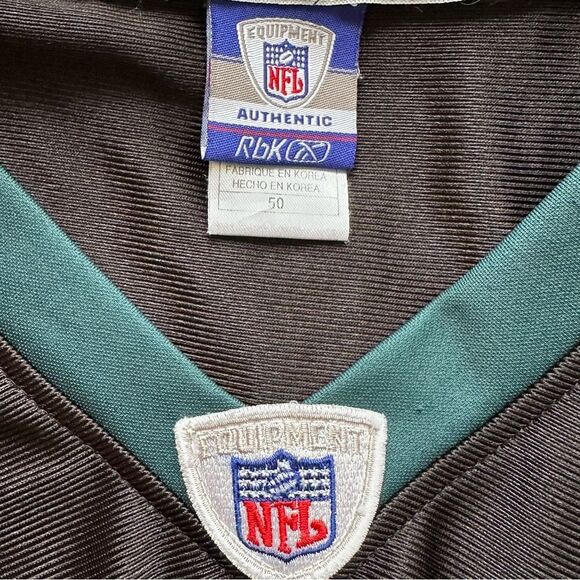 EQUIPMENT
NFL
AUTHENTIC
RbK
FABRIQUE EN KOREA
HECHO EN KOREA
50
EQUIPMENT
NFL